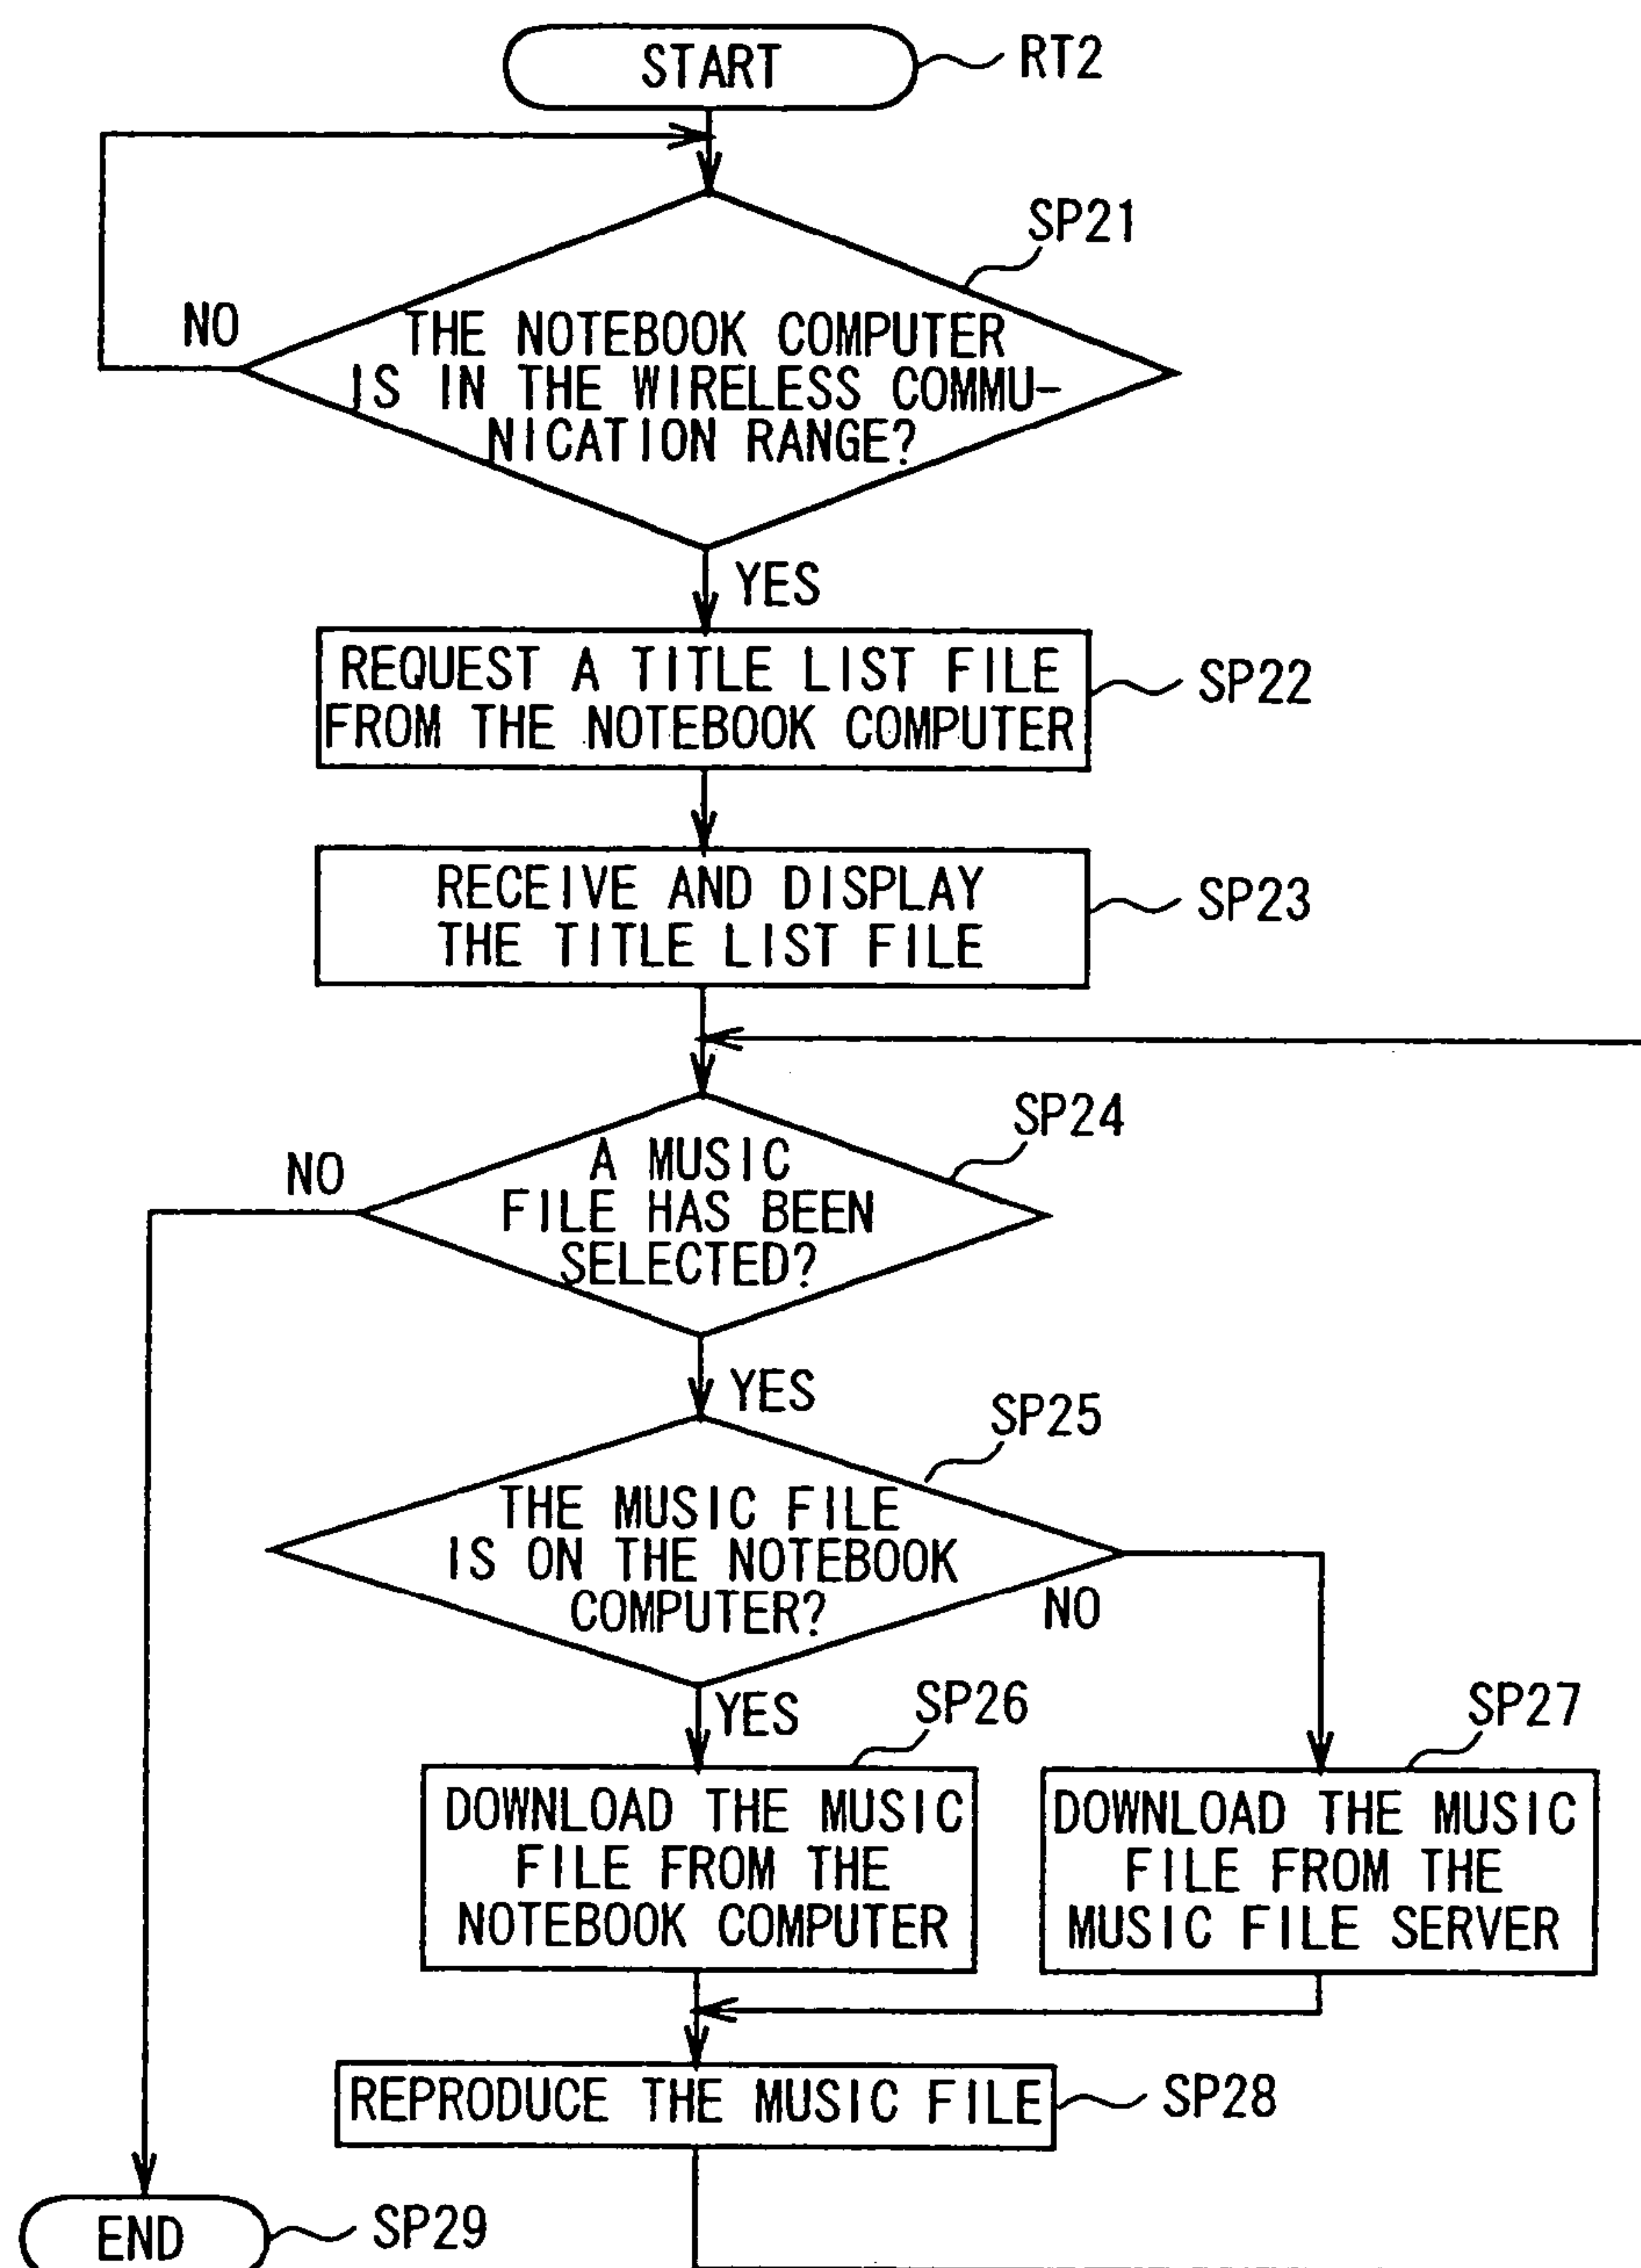 START
RT2
SP21
NO
THE NOTEBOOK COMPUTER
IS IN THE WIRELESS COMMU-
NICATION RANGE?
YES
REQUEST A TITLE LIST FILE
FROM THE NOTEBOOK COMPUTER
SP22
RECEIVE AND DISPLAY
THE TITLE LIST FILE
SP23
SP24
NO
A MUSIC
FILE HAS BEEN
SELECTED?
YES
SP25
THE MUSIC FILE
IS ON THE NOTEBOOK
COMPUTER?
NO
YES
SP26
SP27
DOWNLOAD THE MUSIC
FILE FROM THE
NOTEBOOK COMPUTER
DOWNLOAD THE MUSIC
FILE FROM THE
MUSIC FILE SERVER
REPRODUCE THE MUSIC FILE
SP28
END
SP29